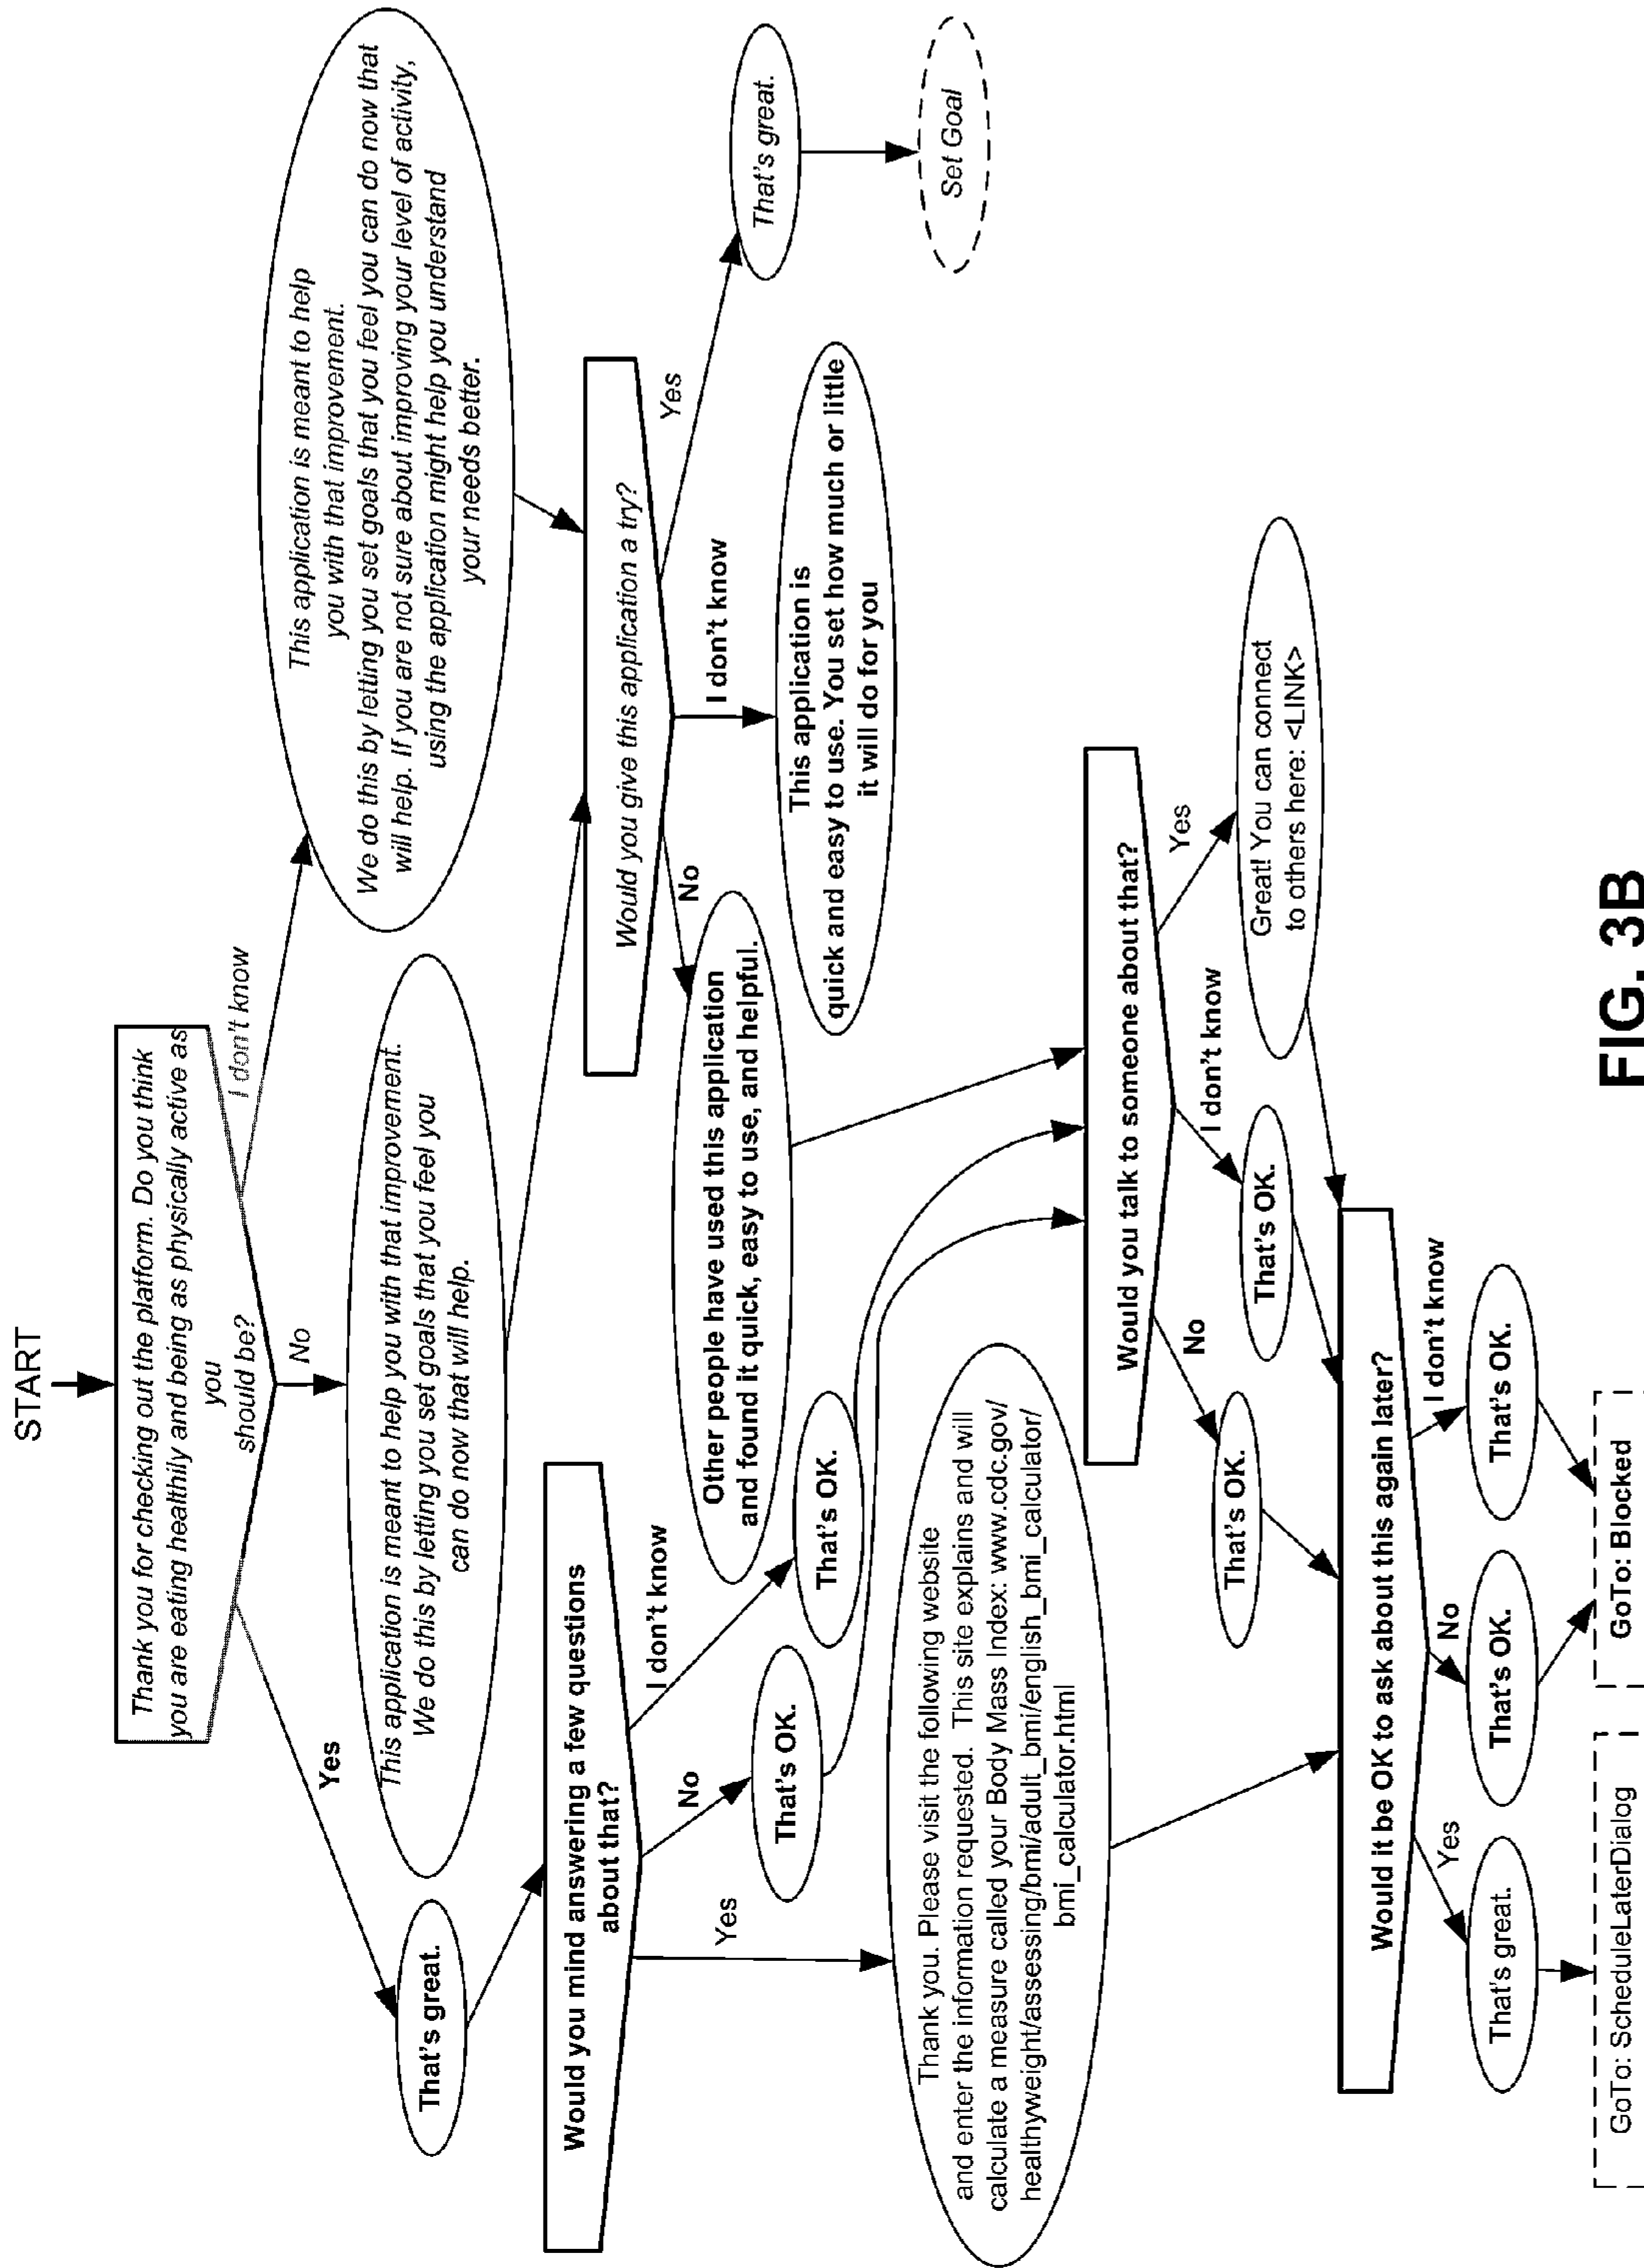 START
Thank you for checking out the platform. Do you think
you are eating healthily and being as physically active as
you
should be?
Yes
No
I don't know
That's great.
This application is meant to help you with that improvement.
We do this by letting you set goals that you feel you
can do now that will help.
This application is meant to help
you with that improvement.
We do this by letting you set goals that you feel you can do now that
will help. If you are not sure about improving your level of activity,
using the application might help you understand
your needs better.
Would you mind answering a few questions
about that?
Yes
No
I don't know
That's OK.
That's OK.
Would you give this application a try?
No
I don't know
Yes
Other people have used this application
and found it quick, easy to use, and helpful.
This application is
quick and easy to use. You set how much or little
it will do for you
That's great.
Set Goal
Thank you. Please visit the following website
and enter the information requested. This site explains and will
calculate a measure called your Body Mass Index: www.cdc.gov/
healthyweight/assessing/bmi/adult_bmi/english_bmi_calculator/
bmi_calculator.html
Would you talk to someone about that?
No
I don't know
Yes
That's OK.
That's OK.
Great! You can connect
to others here: <LINK>
Would it be OK to ask about this again later?
Yes
No
I don't know
That's great.
That's OK.
That's OK.
GoTo: ScheduleLaterDialog
GoTo: Blocked
FIG. 3B